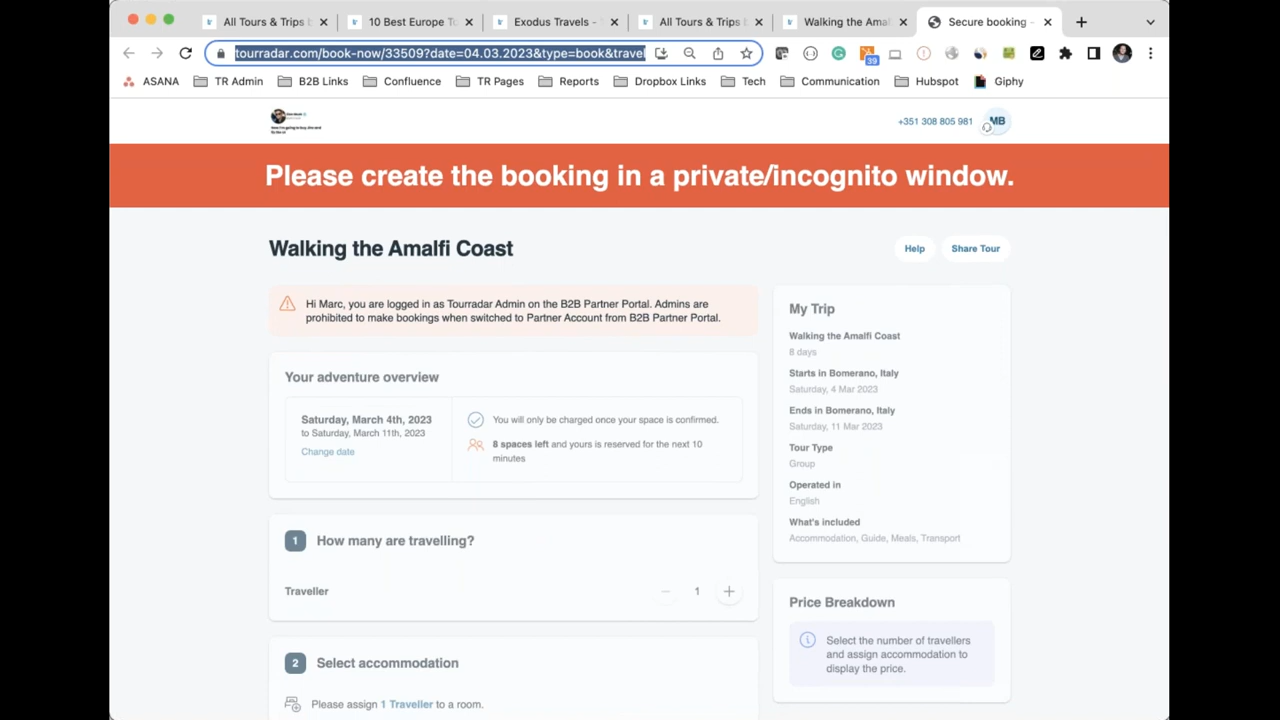 All Tours & Trips b
10 Best Europe To
Exodus Travels -
All Tours & Trips b
Walking the Amal
Secure booking -
tourradar.com/book-now/33509?date=04.03.2023&type=book&travel
39
ASANA
TR Admin
B2B Links
Confluence
TR Pages
Reports
Dropbox Links
Tech
Communication
Hubspot
Giphy
+351 308 805 981
MB
Please create the booking in a private/incognito window.
Walking the Amalfi Coast
Help
Share Tour
Hi Marc, you are logged in as Tourradar Admin on the B2B Partner Portal. Admins are
prohibited to make bookings when switched to Partner Account from B2B Partner Portal.
Your adventure overview
Saturday, March 4th, 2023
to Saturday, March 11th, 2023
Change date
You will only be charged once your space is confirmed.
8 spaces left and yours is reserved for the next 10
minutes
1
How many are travelling?
Traveller
− 1 +
2
Select accommodation
Please assign 1 Traveller to a room.
My Trip
Walking the Amalfi Coast
8 days
Starts in Bomerano, Italy
Saturday, 4 Mar 2023
Ends in Bomerano, Italy
Saturday, 11 Mar 2023
Tour Type
Group
Operated in
English
What's included
Accommodation, Guide, Meals, Transport
Price Breakdown
Select the number of travellers
and assign accommodation to
display the price.